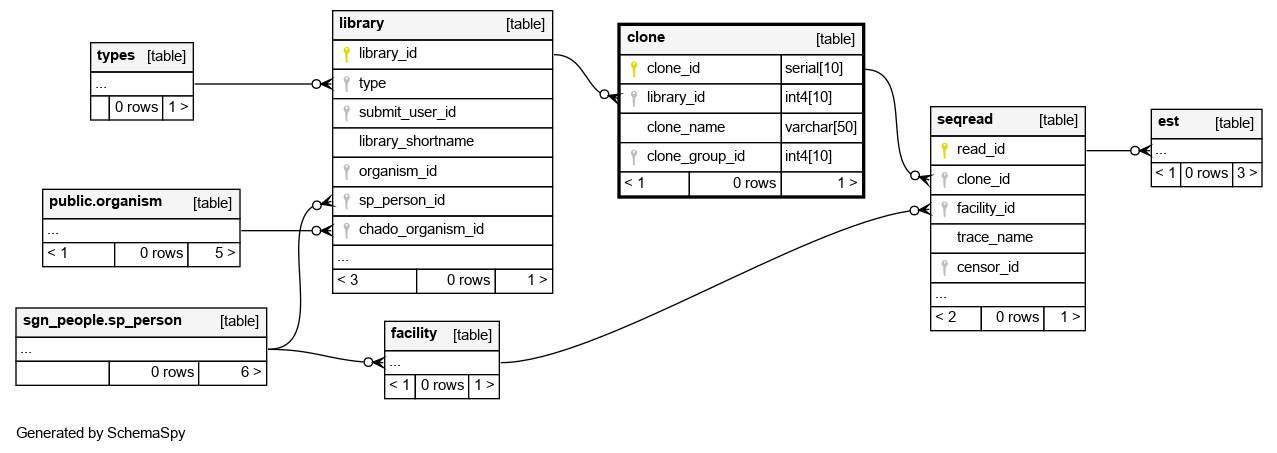 types [table]
...
0 rows 1 >
public.organism [table]
...
< 1 0 rows 5 >
sgn_people.sp_person [table]
...
0 rows 6 >
library [table]
library_id
type
submit_user_id
library_shortname
organism_id
sp_person_id
chado_organism_id
...
< 3 0 rows 1 >
facility [table]
...
< 1 0 rows 1 >
clone [table]
clone_id serial[10]
library_id int4[10]
clone_name varchar[50]
clone_group_id int4[10]
< 1 0 rows 1 >
seqread [table]
read_id
clone_id
facility_id
trace_name
censor_id
...
< 2 0 rows 1 >
est [table]
...
< 1 0 rows 3 >
Generated by SchemaSpy